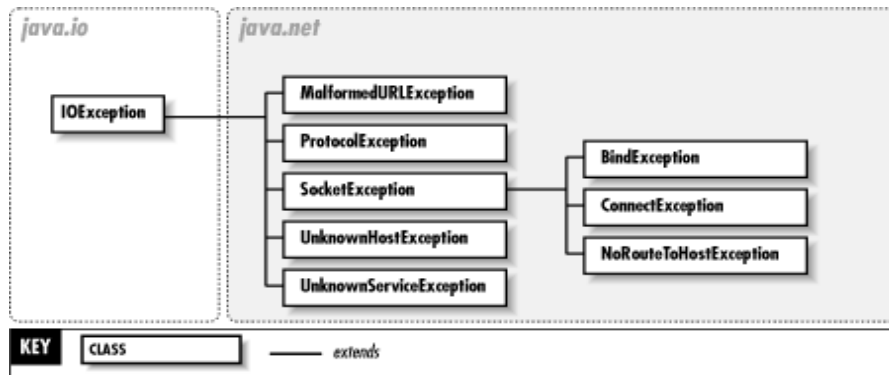 java.io
java.net
IOException
MalformedURLException
ProtocolException
SocketException
UnknownHostException
UnknownServiceException
BindException
ConnectException
NoRouteToHostException
KEY
CLASS
extends